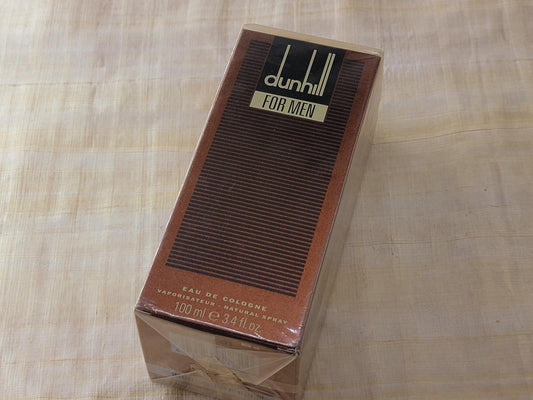 dunhill
FOR MEN
EAU DE COLOGNE
VAPORISATEUR - NATURAL SPRAY
100 ml e 3.4 fl.oz